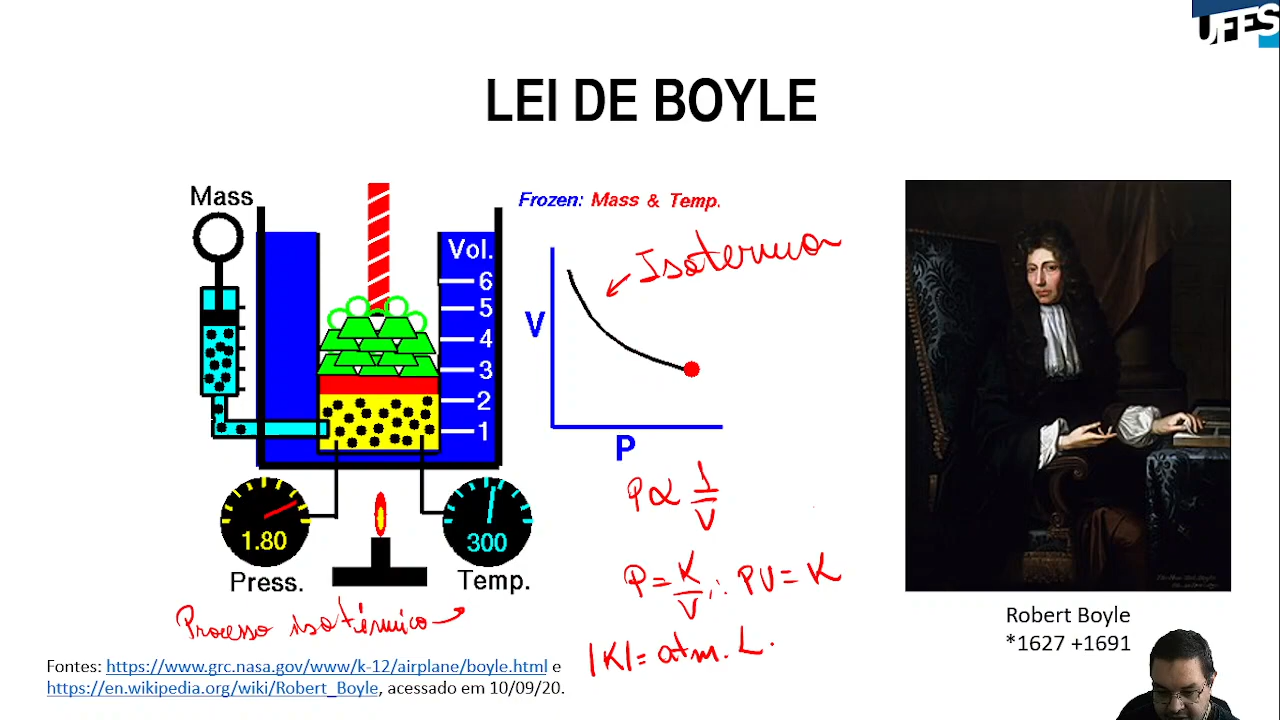 UFES
LEI DE BOYLE
Mass
Vol.
6
5
4
3
2
1
1.80
Press.
300
Temp.
Frozen: Mass & Temp.
Isoterma
V
P
P ∝ 1/V
P = K/V ∴ PV = K
|K| = atm. L.
Processo isotérmico →
Fontes: https://www.grc.nasa.gov/www/k-12/airplane/boyle.html e
https://en.wikipedia.org/wiki/Robert_Boyle, acessado em 10/09/20.
Robert Boyle
*1627 +1691